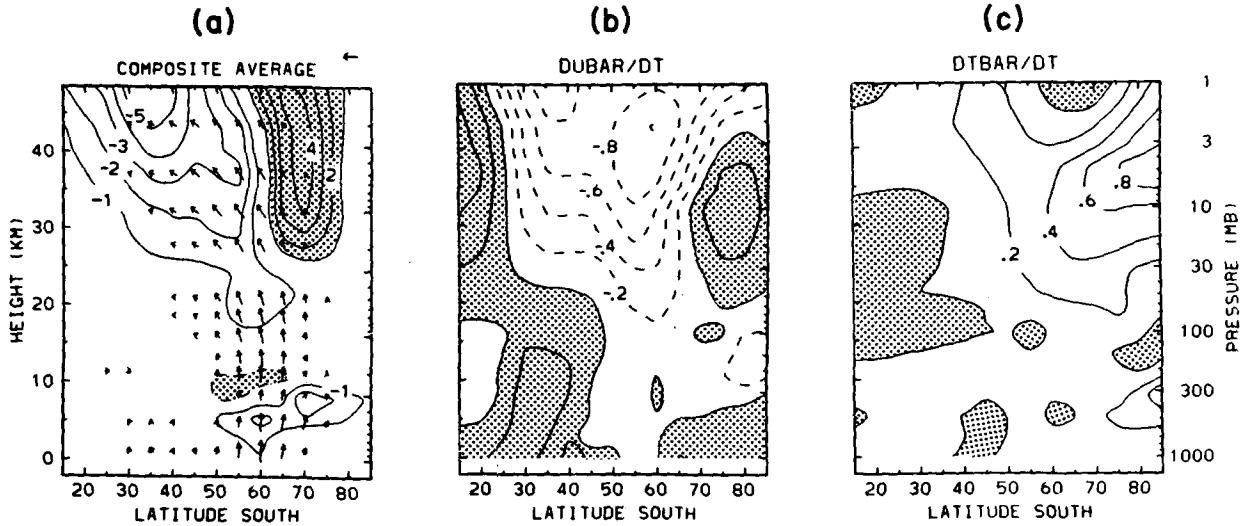 (a)
COMPOSITE AVERAGE
HEIGHT (KM)
40
30
20
10
0
-5
-3
-2
-1
4
2
-1
20 30 40 50 60 70 80
LATITUDE SOUTH
(b)
DUBAR/DT
-.8
-.6
-.4
-.2
20 30 40 50 60 70 80
LATITUDE SOUTH
(c)
DTBAR/DT
.8
.6
.4
.2
20 30 40 50 60 70 80
LATITUDE SOUTH
1
3
10
30
100
300
1000
PRESSURE (MB)